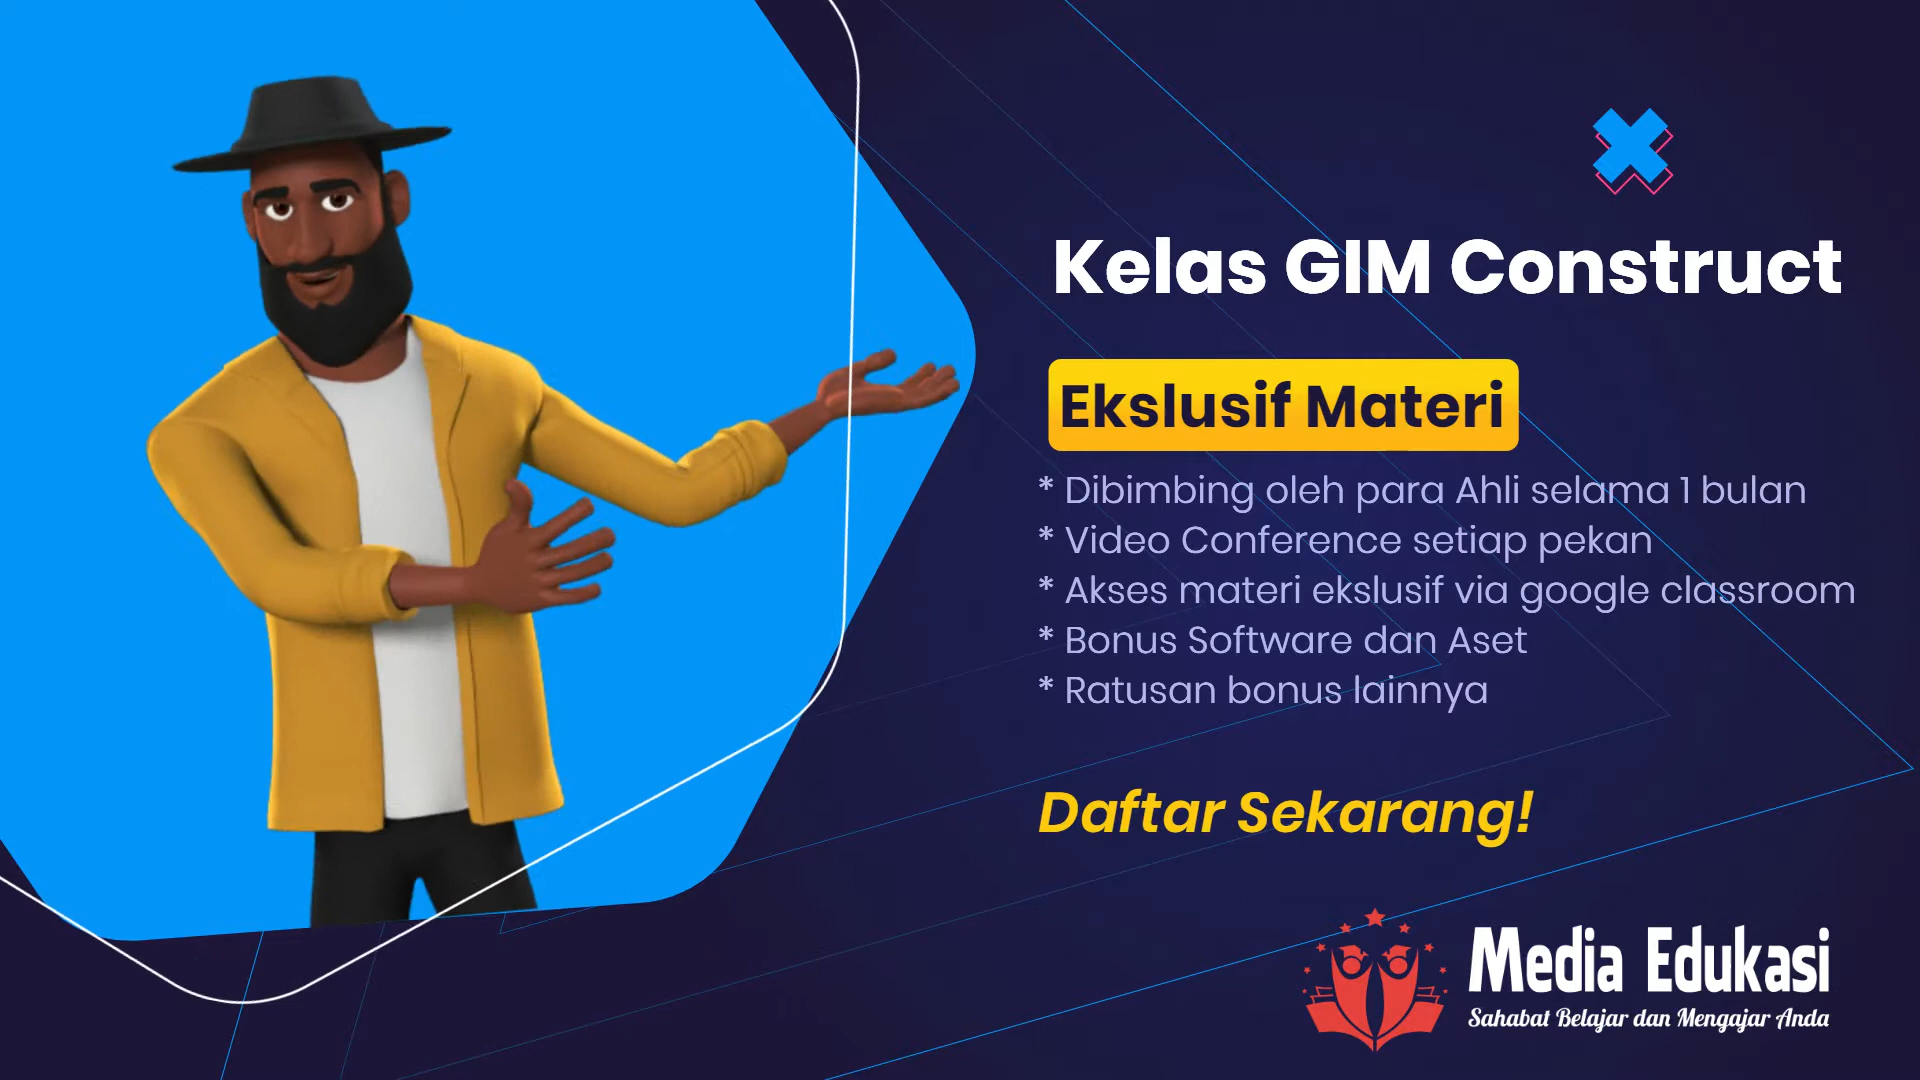 Kelas GIM Construct
Ekslusif Materi
* Dibimbing oleh para Ahli selama 1 bulan
* Video Conference setiap pekan
* Akses materi ekslusif via google classroom
* Bonus Software dan Aset
* Ratusan bonus lainnya
Daftar Sekarang!
Media Edukasi
Sahabat Belajar dan Mengajar Anda